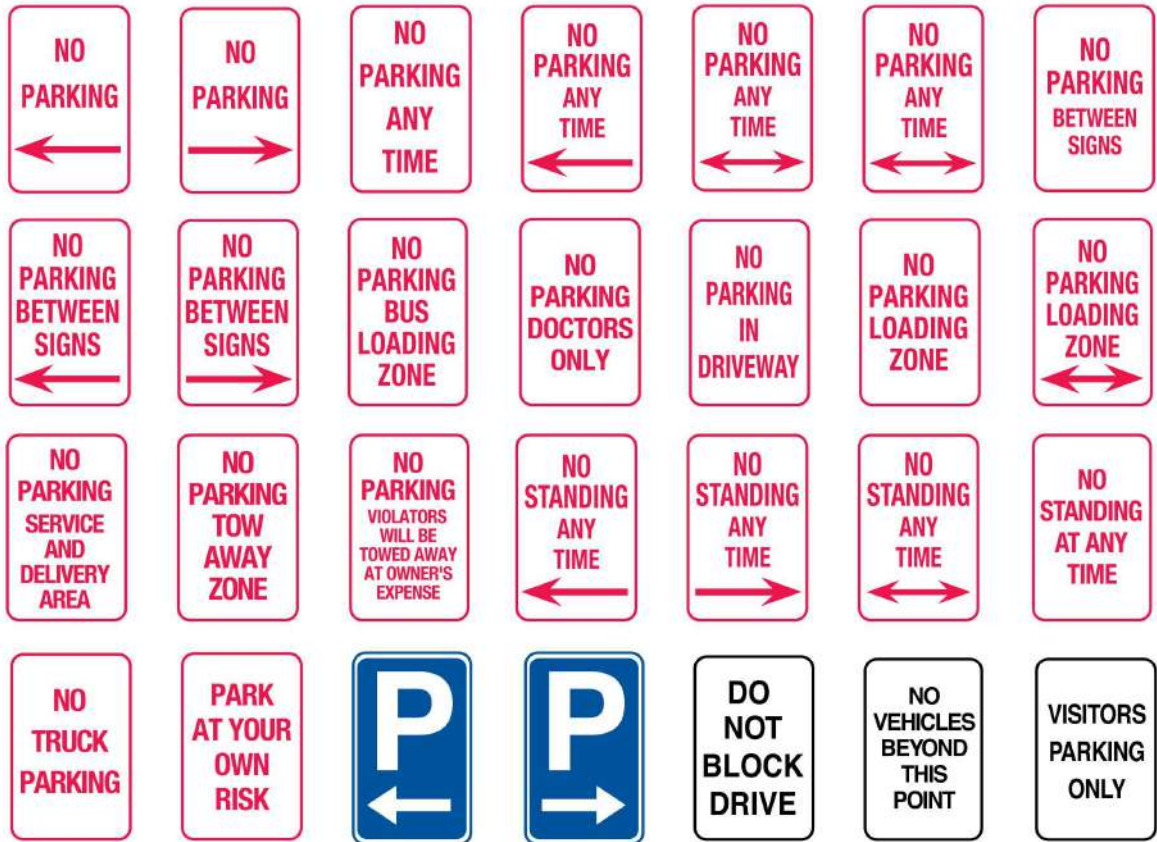 NO
PARKING
NO
PARKING
NO
PARKING
ANY
TIME
NO
PARKING
ANY
TIME
NO
PARKING
ANY
TIME
NO
PARKING
ANY
TIME
NO
PARKING
BETWEEN
SIGNS
NO
PARKING
BETWEEN
SIGNS
NO
PARKING
BETWEEN
SIGNS
NO
PARKING
BUS
LOADING
ZONE
NO
PARKING
DOCTORS
ONLY
NO
PARKING
IN
DRIVEWAY
NO
PARKING
LOADING
ZONE
NO
PARKING
LOADING
ZONE
NO
PARKING
SERVICE
AND
DELIVERY
AREA
NO
PARKING
TOW
AWAY
ZONE
NO
PARKING
VIOLATORS
WILL BE
TOWED AWAY
AT OWNER'S
EXPENSE
NO
STANDING
ANY
TIME
NO
STANDING
ANY
TIME
NO
STANDING
ANY
TIME
NO
STANDING
AT ANY
TIME
NO
TRUCK
PARKING
PARK
AT YOUR
OWN
RISK
P
P
DO
NOT
BLOCK
DRIVE
NO
VEHICLES
BEYOND
THIS
POINT
VISITORS
PARKING
ONLY